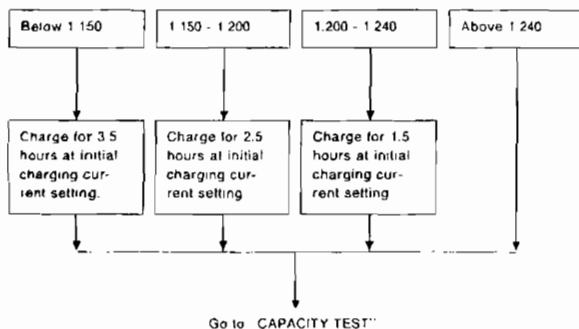 Below 1 150
1 150 - 1 200
1.200 - 1 240
Above 1 240
Charge for 3 5
hours at initial
charging cur-
rent setting.
Charge for 2.5
hours at initial
charging cur-
rent setting
Charge for 1.5
hours at initial
charging cur-
rent setting
Go to "CAPACITY TEST"